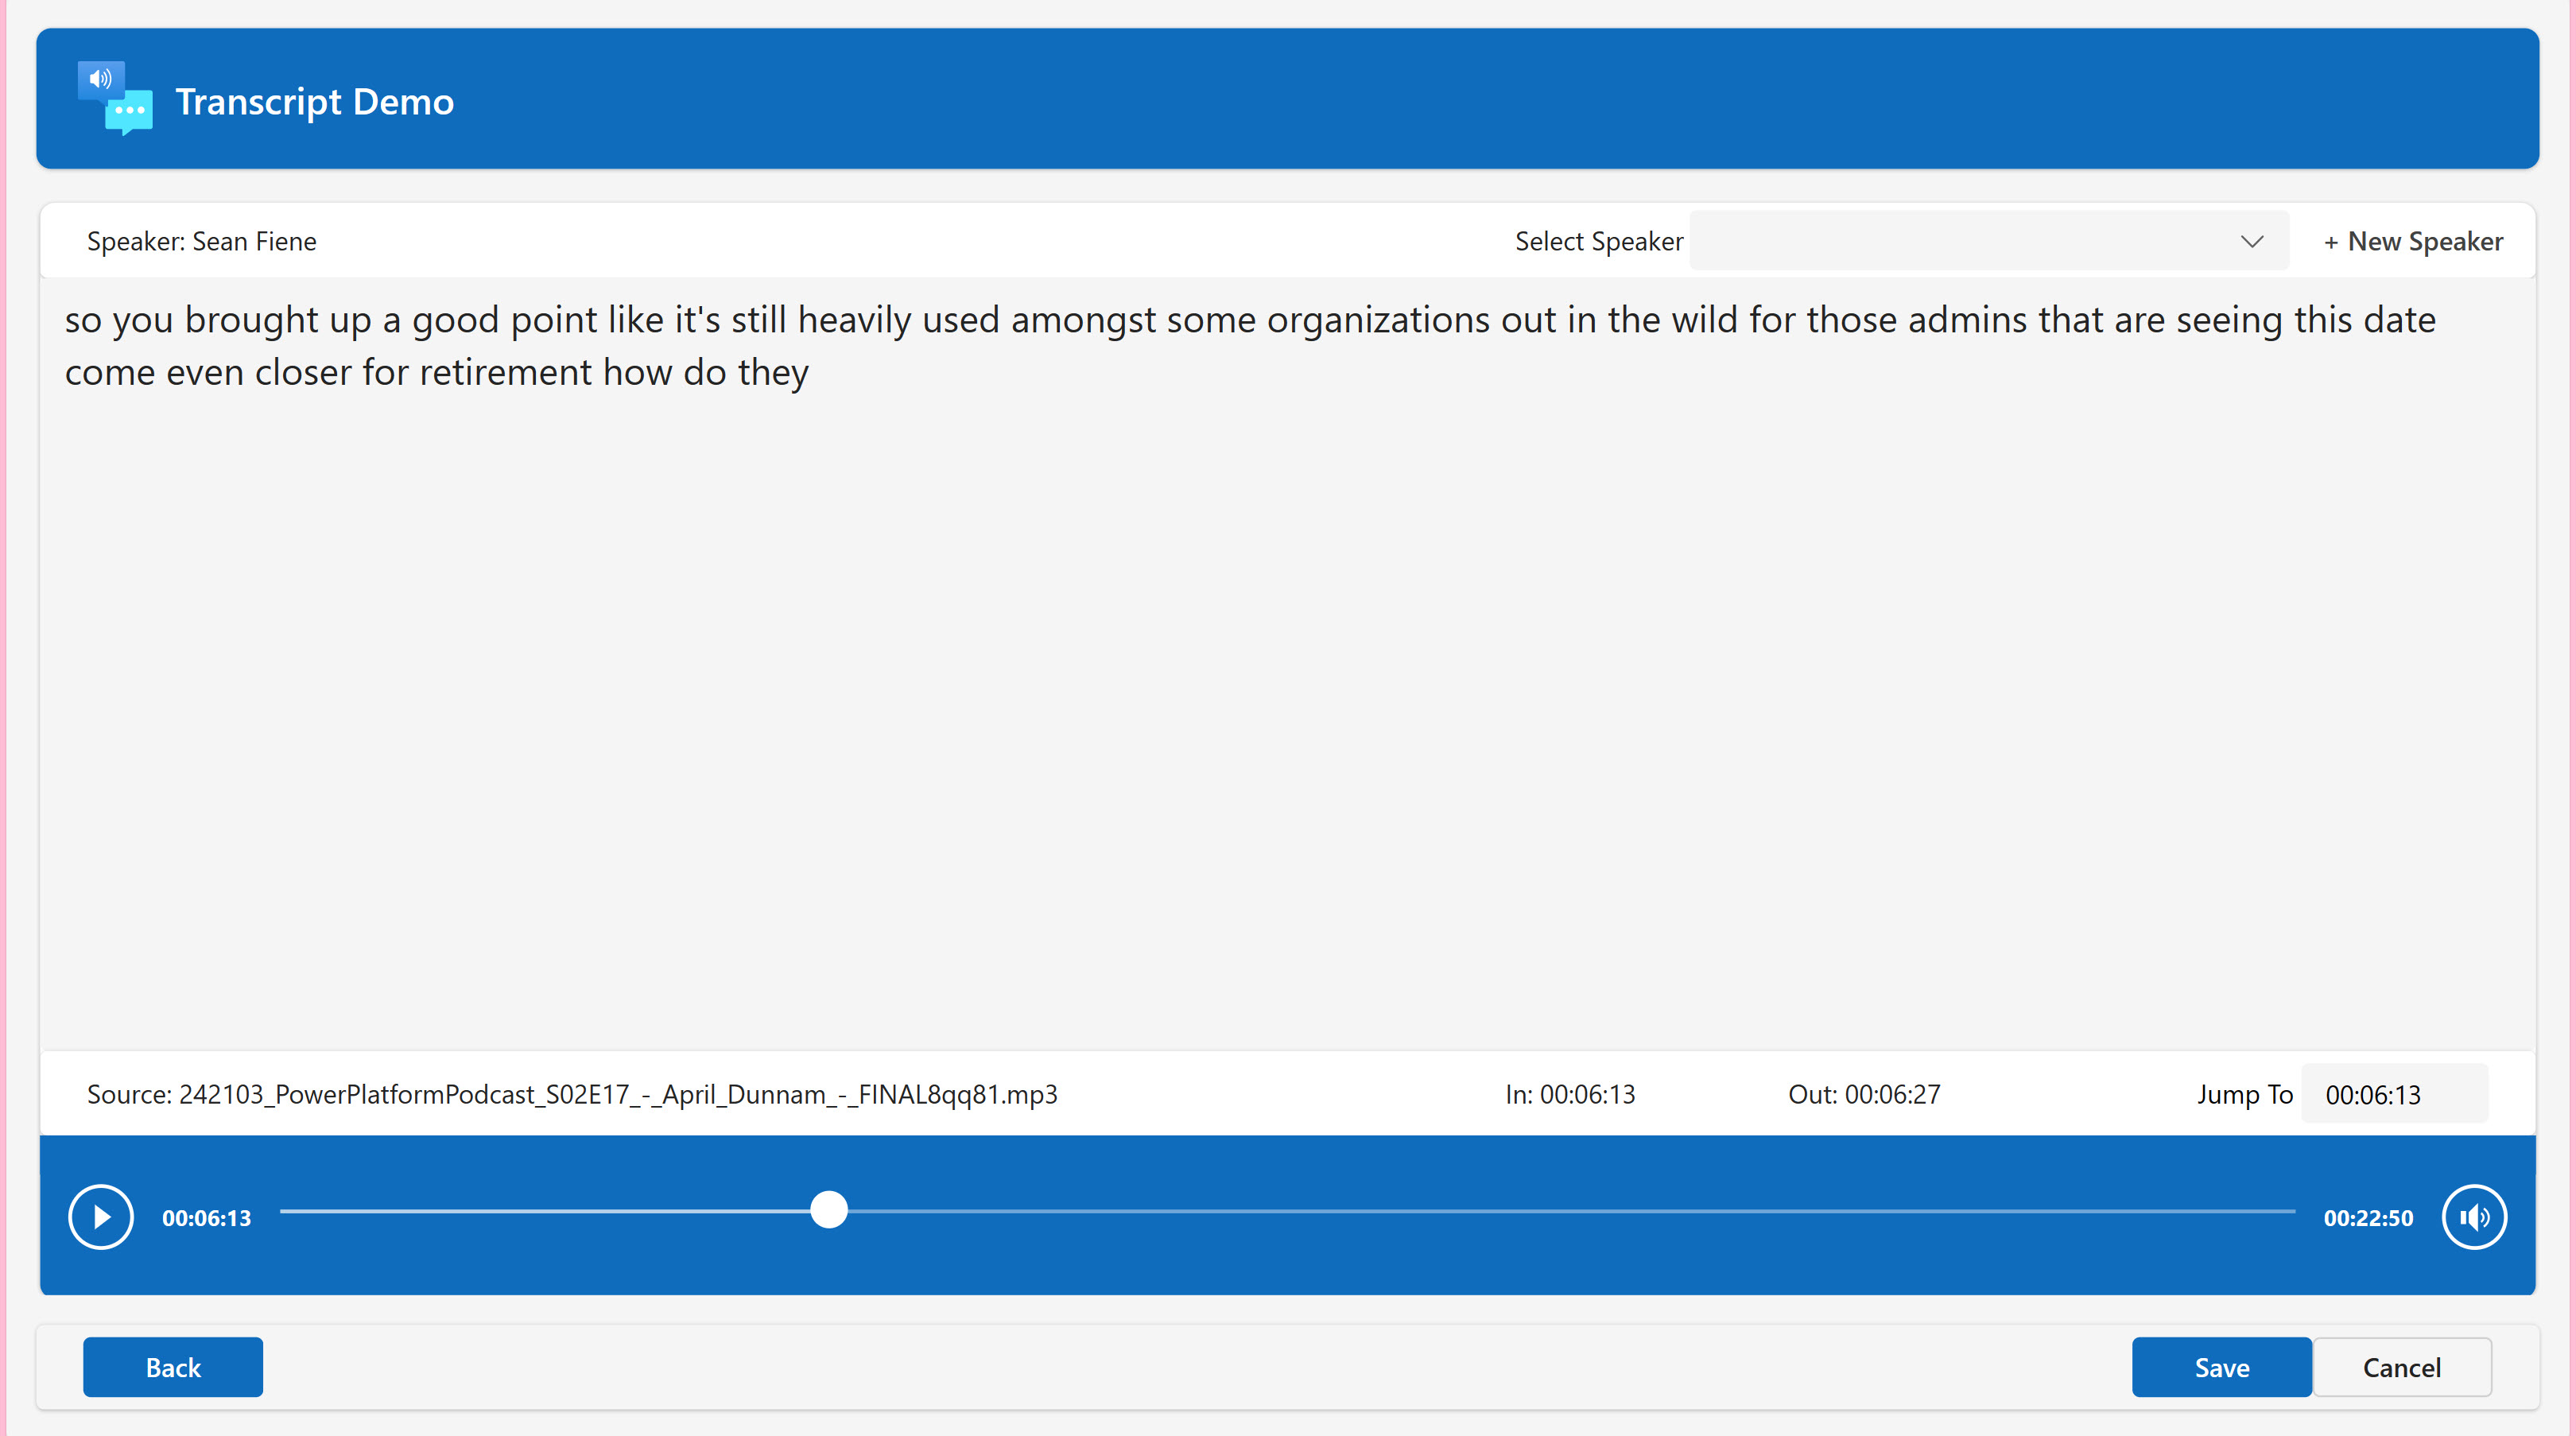 Transcript Demo
Speaker: Sean Fiene
Select Speaker
+ New Speaker
so you brought up a good point like it's still heavily used amongst some organizations out in the wild for those admins that are seeing this date
come even closer for retirement how do they
Source: 242103_PowerPlatformPodcast_S02E17_-_April_Dunnam_-_FINAL8qq81.mp3
In: 00:06:13
Out: 00:06:27
Jump To 00:06:13
00:06:13
00:22:50
Back
Save
Cancel